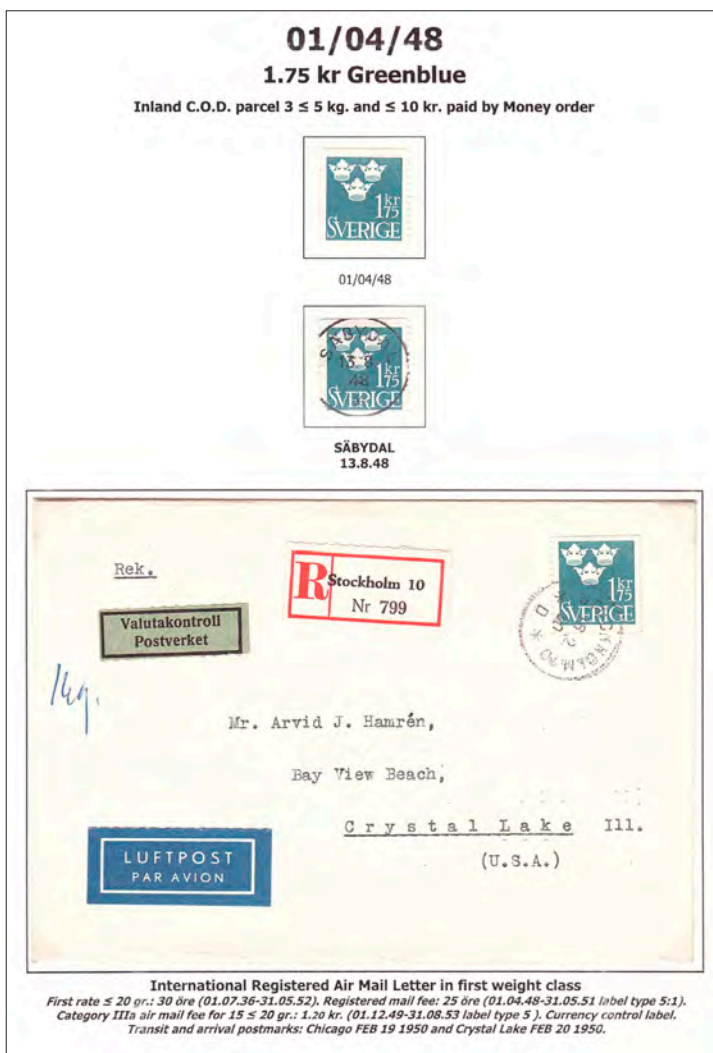 01/04/48
1.75 kr Greenblue
Inland C.O.D. parcel 3 ≤ 5 kg. and ≤ 10 kr. paid by Money order
1 kr
75
SVERIGE
01/04/48
SÄBYDAL
13.8.
48
1 kr
75
SVERIGE
SÄBYDAL
13.8.48
Rek.
R Stockholm 10
Nr 799
1 kr
75
SVERIGE
Valutakontroll
Postverket
Mr. Arvid J. Hamrén,
Bay View Beach,
Crystal Lake Ill.
(U.S.A.)
LUFTPOST
PAR AVION
International Registered Air Mail Letter in first weight class
First rate ≤ 20 gr.: 30 öre (01.07.36-31.05.52). Registered mail fee: 25 öre (01.04.48-31.05.51 label type 5:1).
Category IIIa air mail fee for 15 ≤ 20 gr.: 1.20 kr. (01.12.49-31.08.53 label type 5 ). Currency control label.
Transit and arrival postmarks: Chicago FEB 19 1950 and Crystal Lake FEB 20 1950.